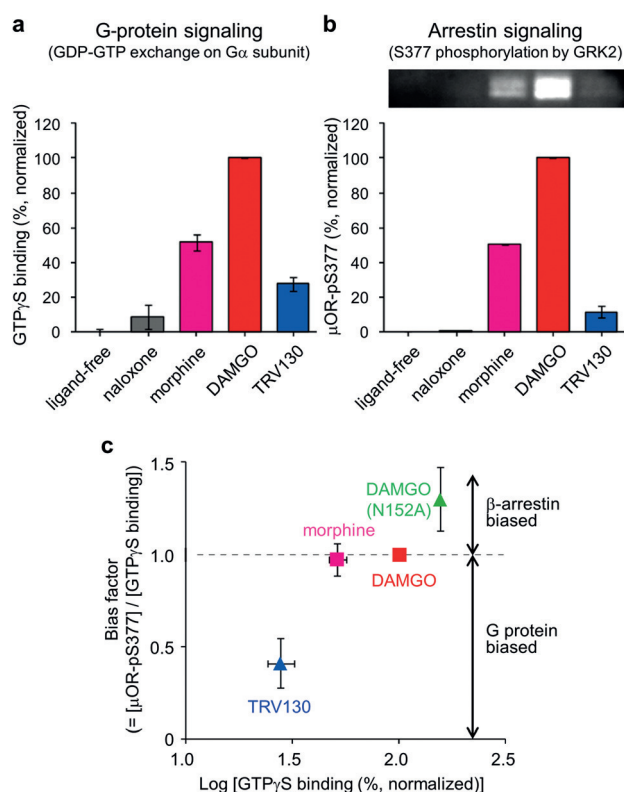 a
G-protein signaling
(GDP-GTP exchange on Gα subunit)
GTPγS binding (%, normalized)
120
100
80
60
40
20
0
ligand-free
naloxone
morphine
DAMGO
TRV130
b
Arrestin signaling
(S377 phosphorylation by GRK2)
μOR-pS377 (%, normalized)
120
100
80
60
40
20
0
ligand-free
naloxone
morphine
DAMGO
TRV130
c
Bias factor
(= [μOR-pS377] / [GTPγS binding])
1.5
1.0
0.5
0
DAMGO
(N152A)
morphine
DAMGO
TRV130
β-arrestin
biased
G protein
biased
1.0
1.5
2.0
2.5
Log [GTPγS binding (%, normalized)]